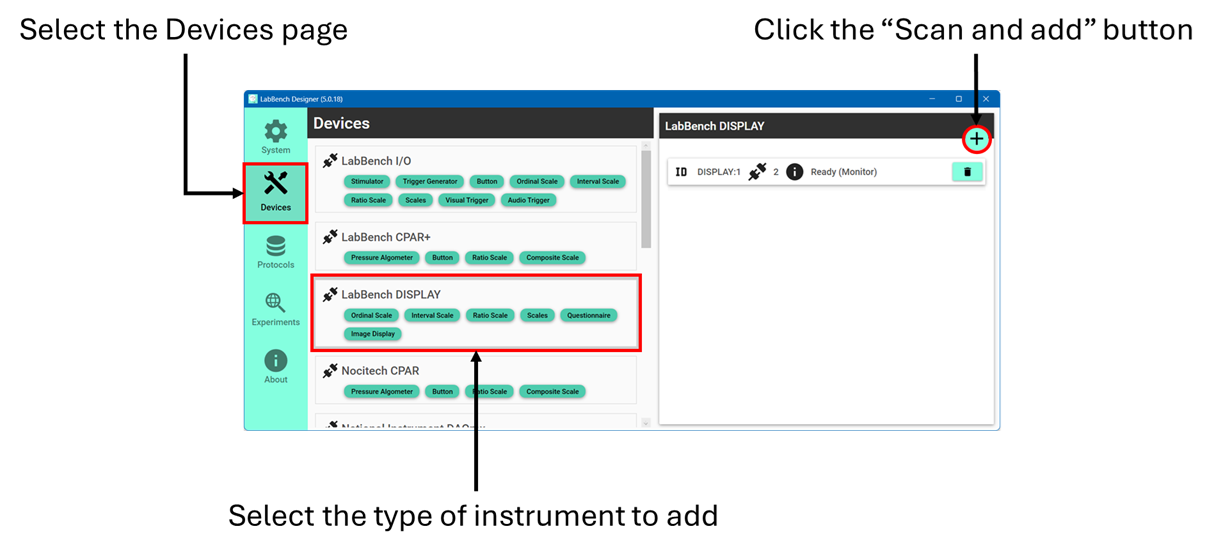 Select the Devices page
Click the “Scan and add” button
LabBench Designer (5.0.18)
System
Devices
Protocols
Experiments
About
Devices
LabBench I/O
Stimulator Trigger Generator Button Ordinal Scale Interval Scale
Ratio Scale Scales Visual Trigger Audio Trigger
LabBench CPAR+
Pressure Algometer Button Ratio Scale Composite Scale
LabBench DISPLAY
Ordinal Scale Interval Scale Ratio Scale Scales Questionnaire
Image Display
Nocitech CPAR
Pressure Algometer Button Ratio Scale Composite Scale
National Instrument
LabBench DISPLAY
ID DISPLAY:1 2 Ready (Monitor)
Select the type of instrument to add